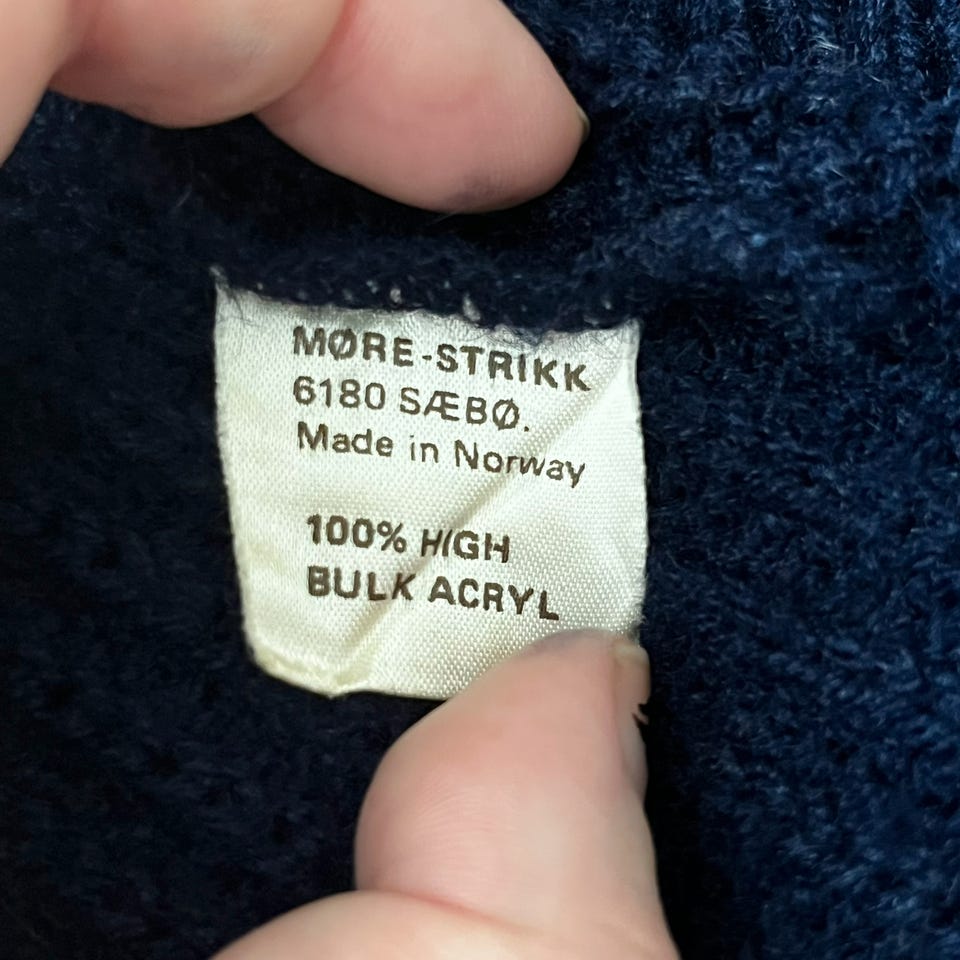 MØRE-STRIKK
6180 SÆBØ.
Made in Norway
100% HIGH
BULK ACRYL